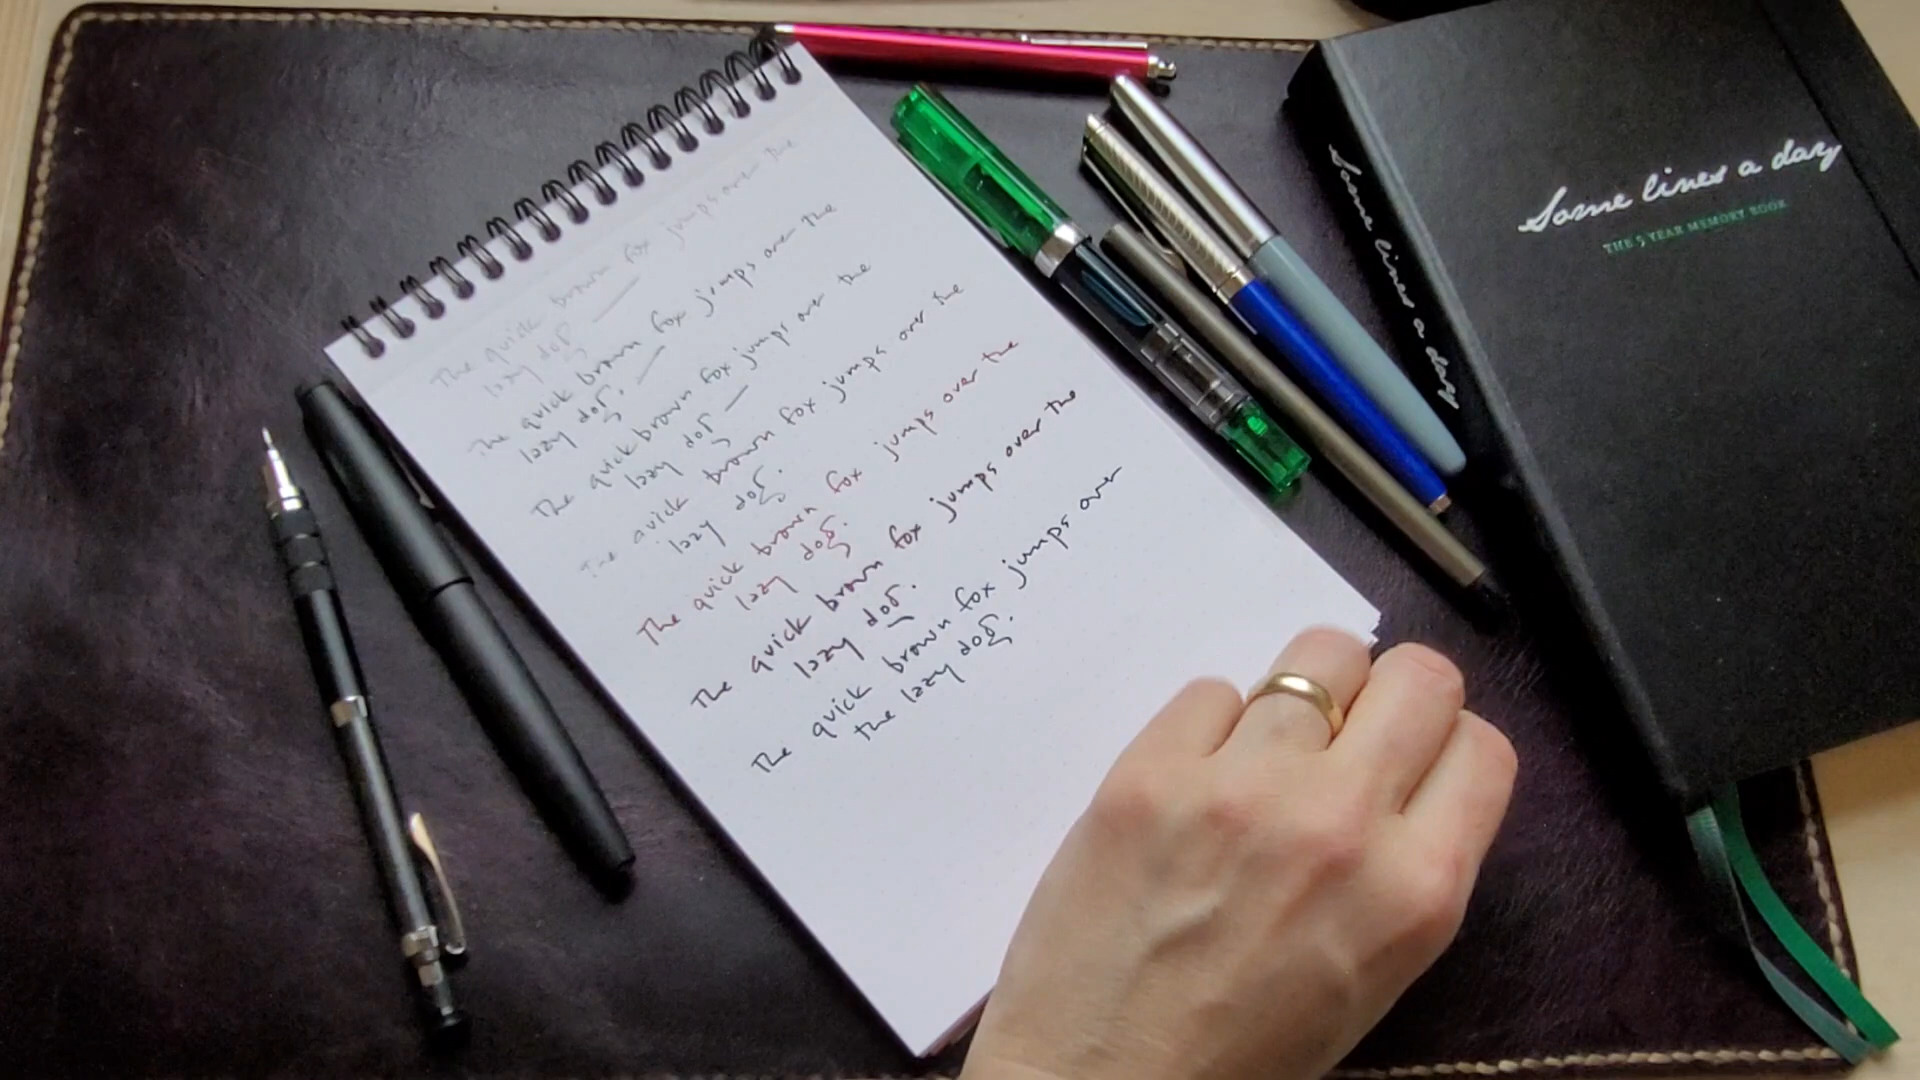 The quick brown fox jumps over the
lazy dog.
The quick brown fox jumps over the
lazy dog.
The quick brown fox jumps over the
lazy dog
The quick brown fox jumps over the
lazy dog.
The quick brown fox jumps over the
lazy dog.
The quick brown fox jumps over the
lazy dog.
The quick brown fox jumps over
the lazy dog.
Some lines a day
Some lines a day
THE 5 YEAR MEMORY BOOK